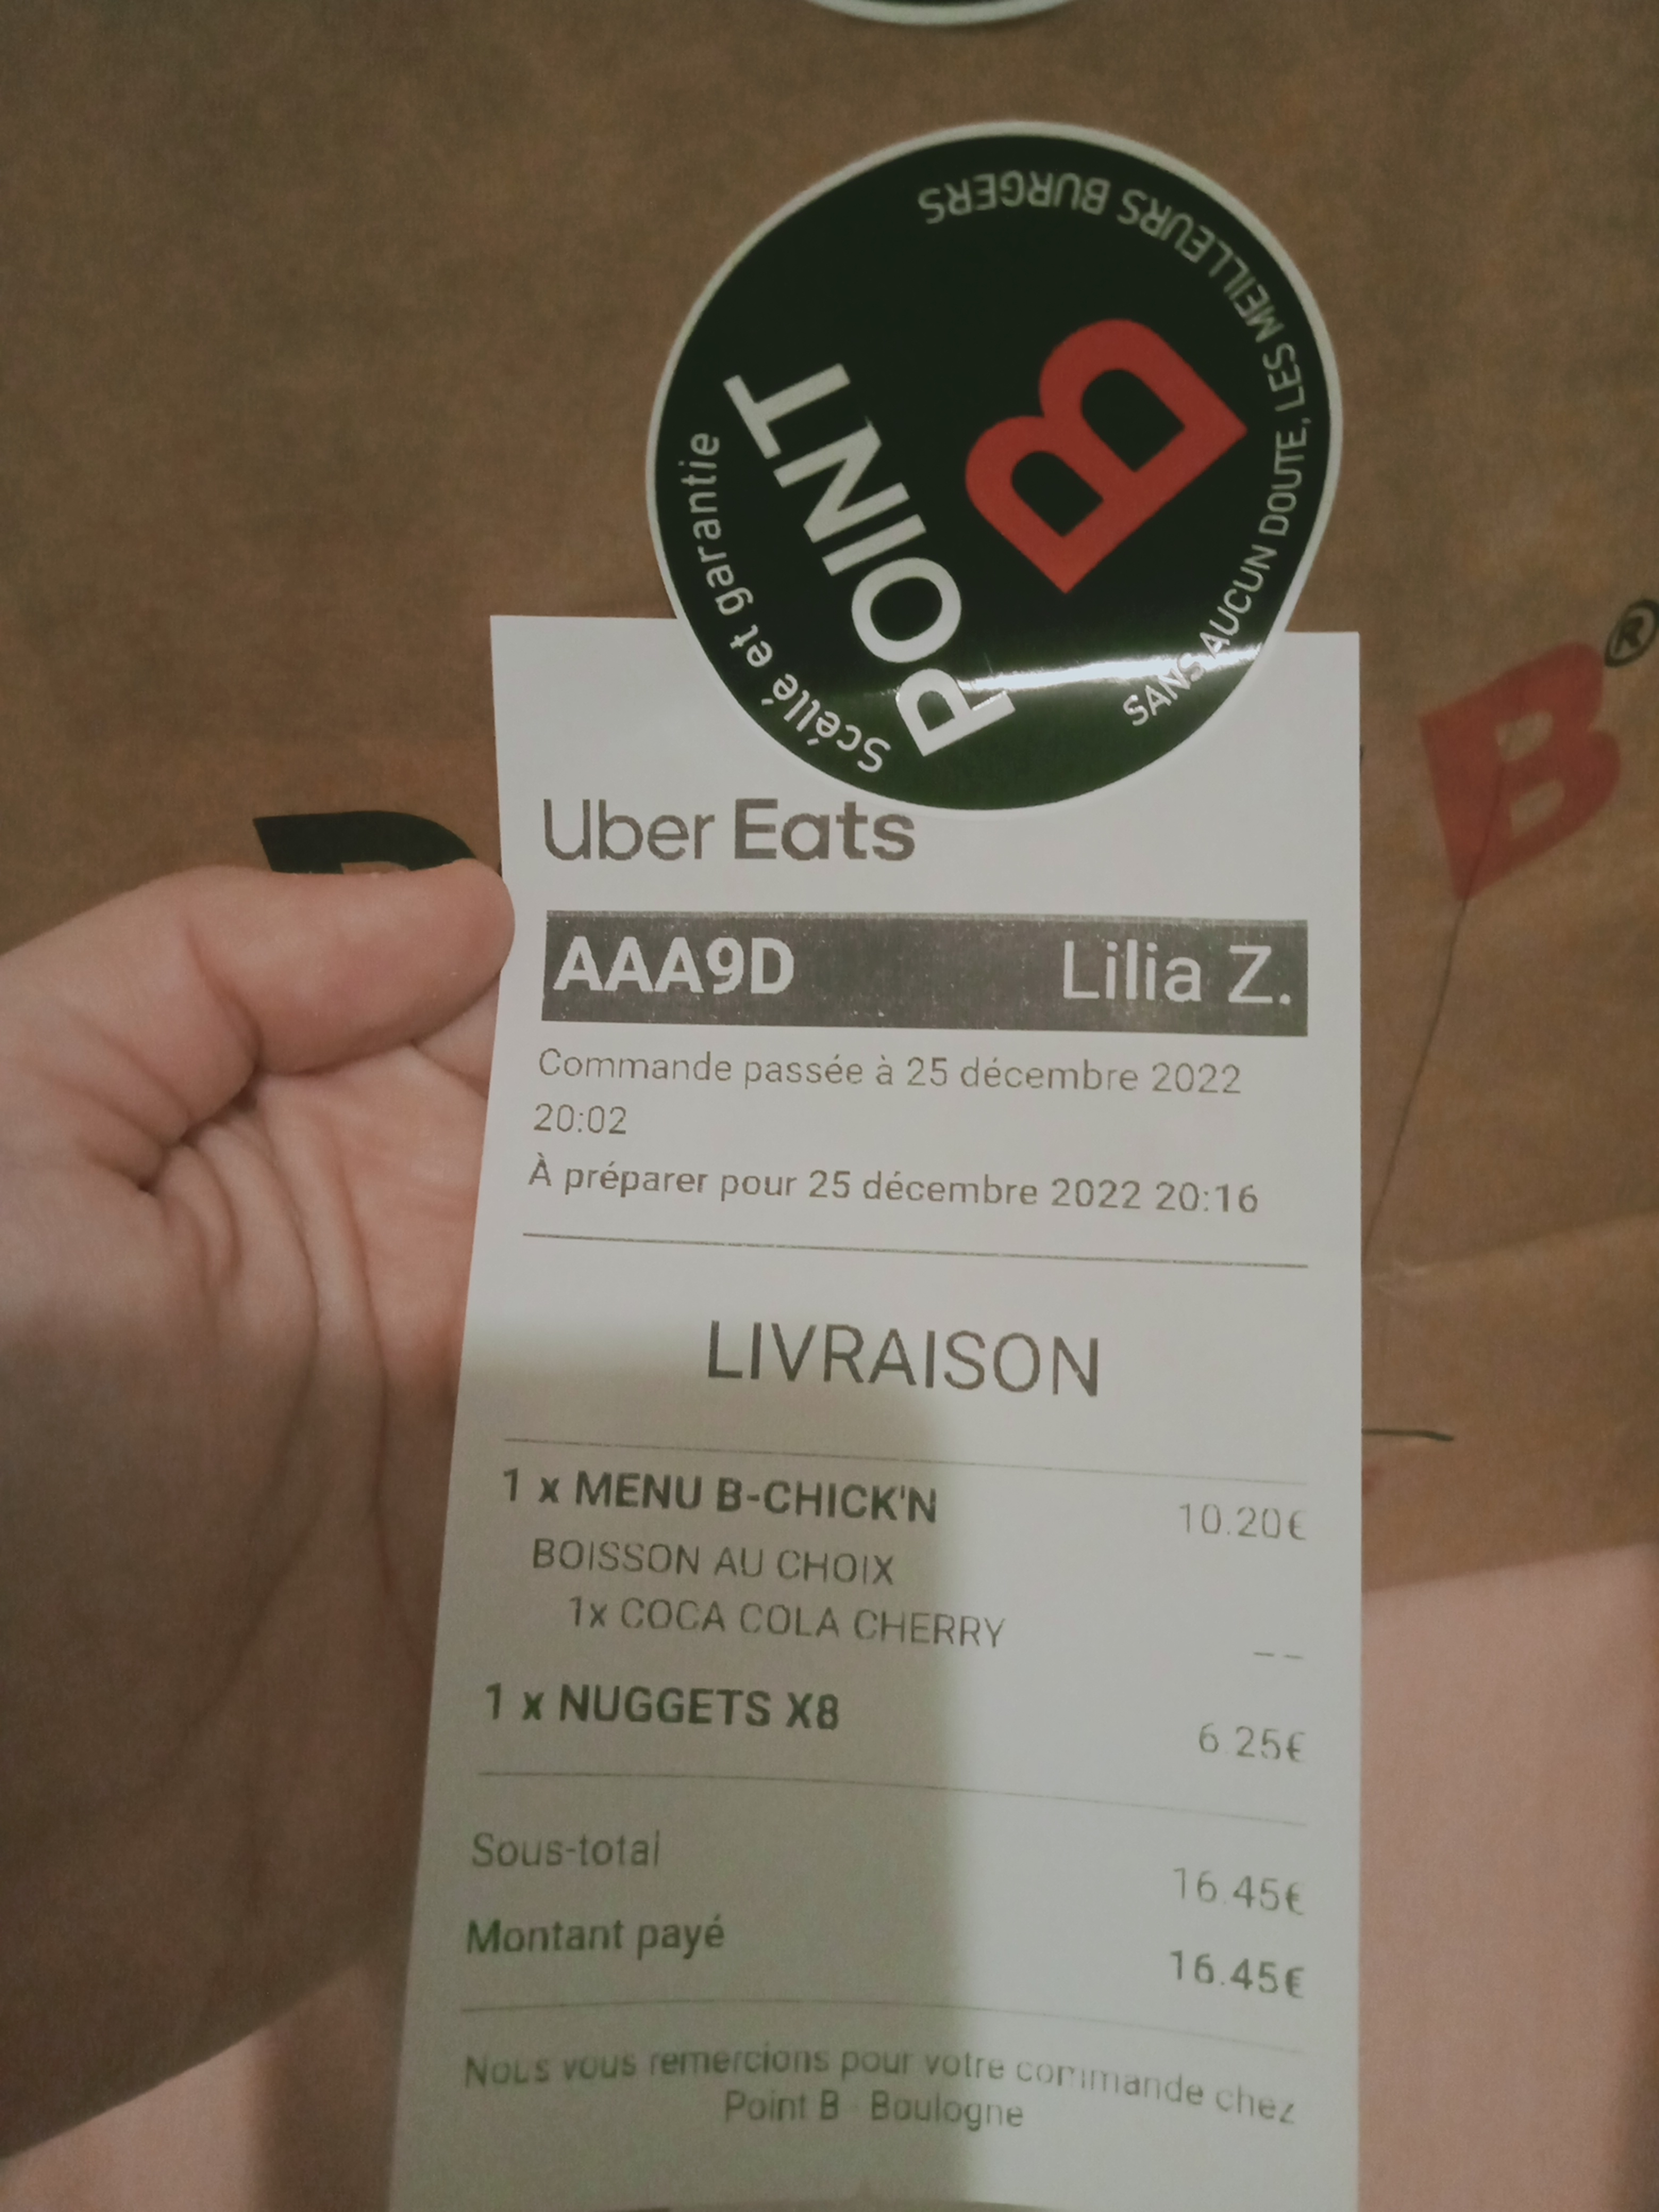 Scéllé et garantie
POINT
B
SANS AUCUN DOUTE, LES MEILLEURS BURGERS
B®
Uber Eats
AAA9D Lilia Z.
Commande passée à 25 décembre 2022
20:02
À préparer pour 25 décembre 2022 20:16
LIVRAISON
1 x MENU B-CHICK'N 10.20€
BOISSON AU CHOIX
1x COCA COLA CHERRY --
1 x NUGGETS X8 6.25€
Sous-total 16.45€
Montant payé 16.45€
Nous vous remercions pour votre commande chez
Point B - Boulogne